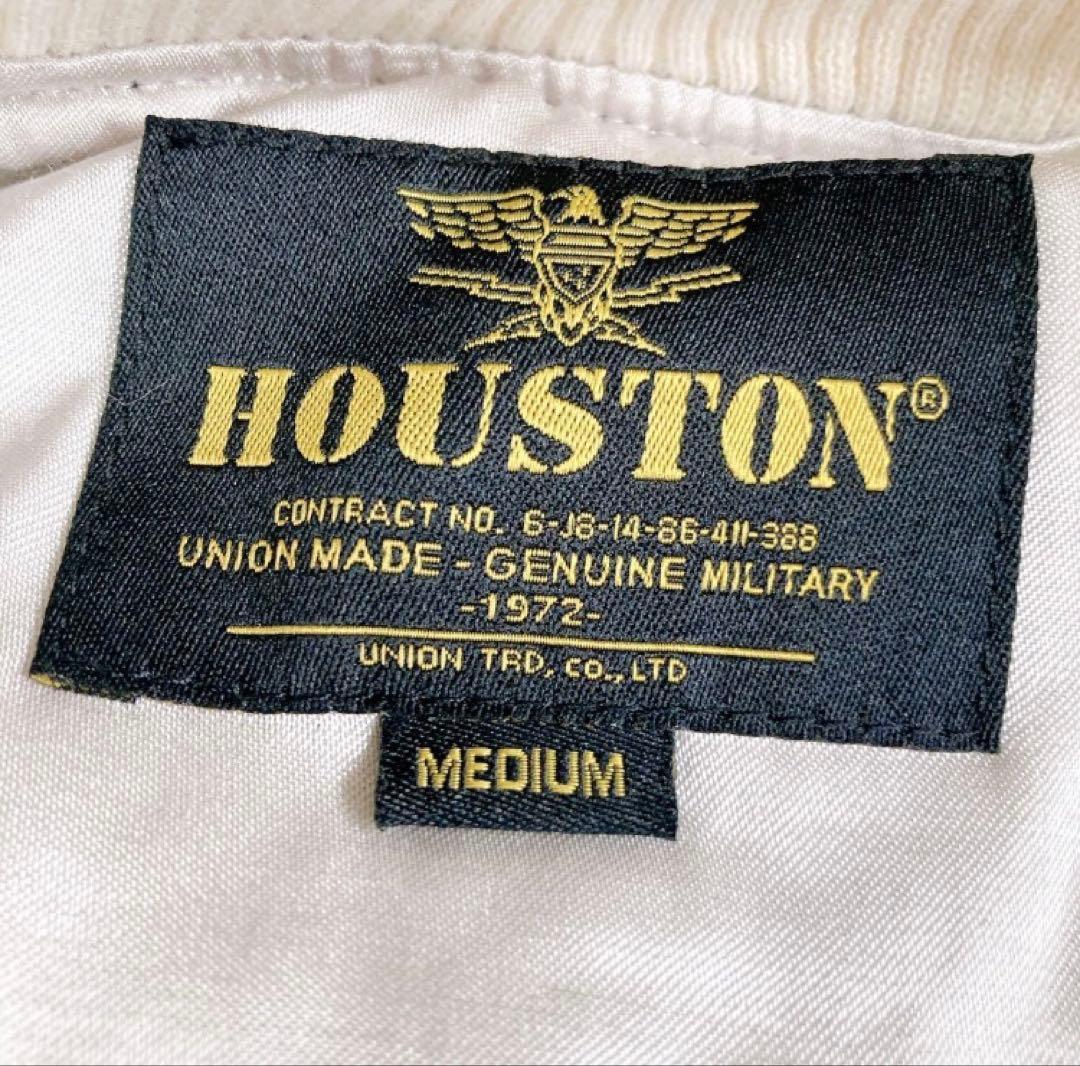 HOUSTON®
CONTRACT NO. 6-J8-14-86-411-388
UNION MADE - GENUINE MILITARY
-1972-
UNION TRD, co., LTD
MEDIUM